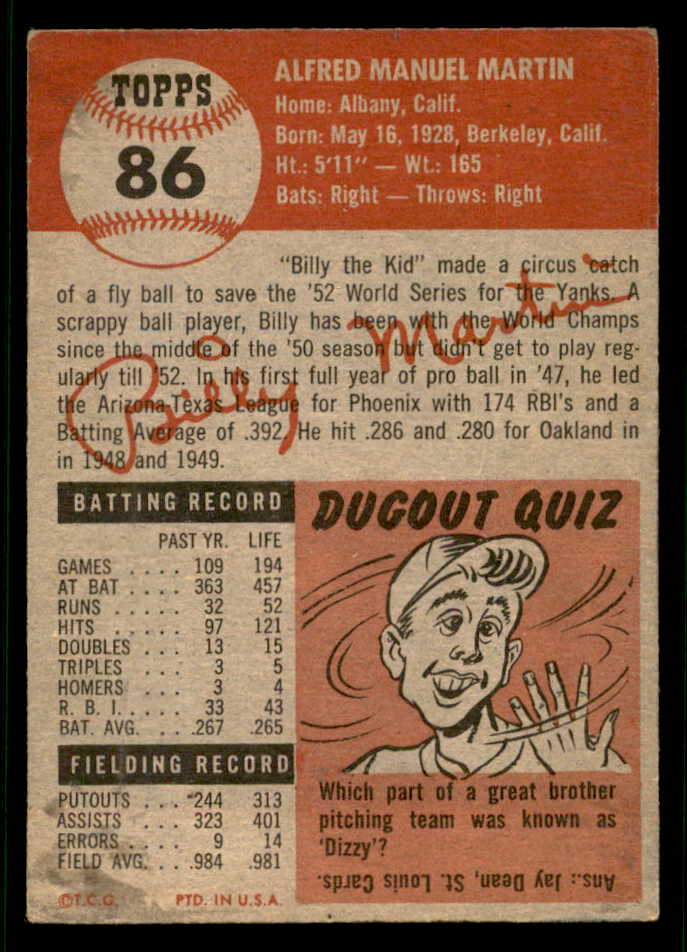 TOPPS
86
ALFRED MANUEL MARTIN
Home: Albany, Calif.
Born: May 16, 1928, Berkeley, Calif.
Ht.: 5'11" — Wt.: 165
Bats: Right — Throws: Right
"Billy the Kid" made a circus catch
of a fly ball to save the '52 World Series for the Yanks. A
scrappy ball player, Billy has been with the World Champs
since the middle of the '50 season but didn't get to play reg-
ularly till '52. In his first full year of pro ball in '47, he led
the Arizona-Texas League for Phoenix with 174 RBI's and a
Batting Average of .392. He hit .286 and .280 for Oakland in
in 1948 and 1949.
Billy Martin
BATTING RECORD
PAST YR. LIFE
GAMES .... 109 194
AT BAT .... 363 457
RUNS ..... 32 52
HITS ..... 97 121
DOUBLES .. 13 15
TRIPLES ... 3 5
HOMERS ... 3 4
R. B. I..... 33 43
BAT. AVG. ...267 .265
FIELDING RECORD
PUTOUTS ... 244 313
ASSISTS .... 323 401
ERRORS .... 9 14
FIELD AVG. .. .984 .981
©T.C.G. PTD. IN U.S.A.
DUGOUT QUIZ
Which part of a great brother
pitching team was known as
'Dizzy'?
Ans.: Jay Dean, St. Louis Cards.